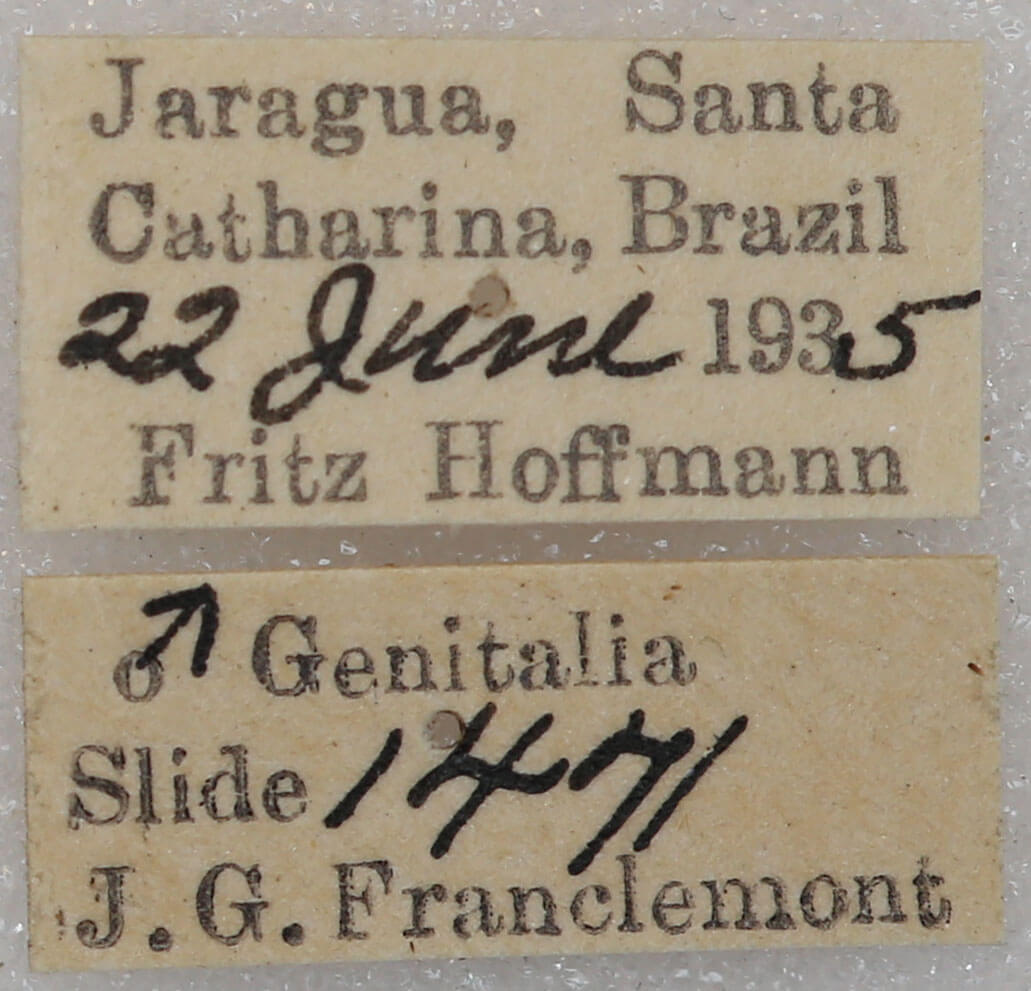 Jaragua, Santa
Catharina, Brazil
22 June 1935
Fritz Hoffmann
♂ Genitalia
Slide 1471
J. G. Franclemont